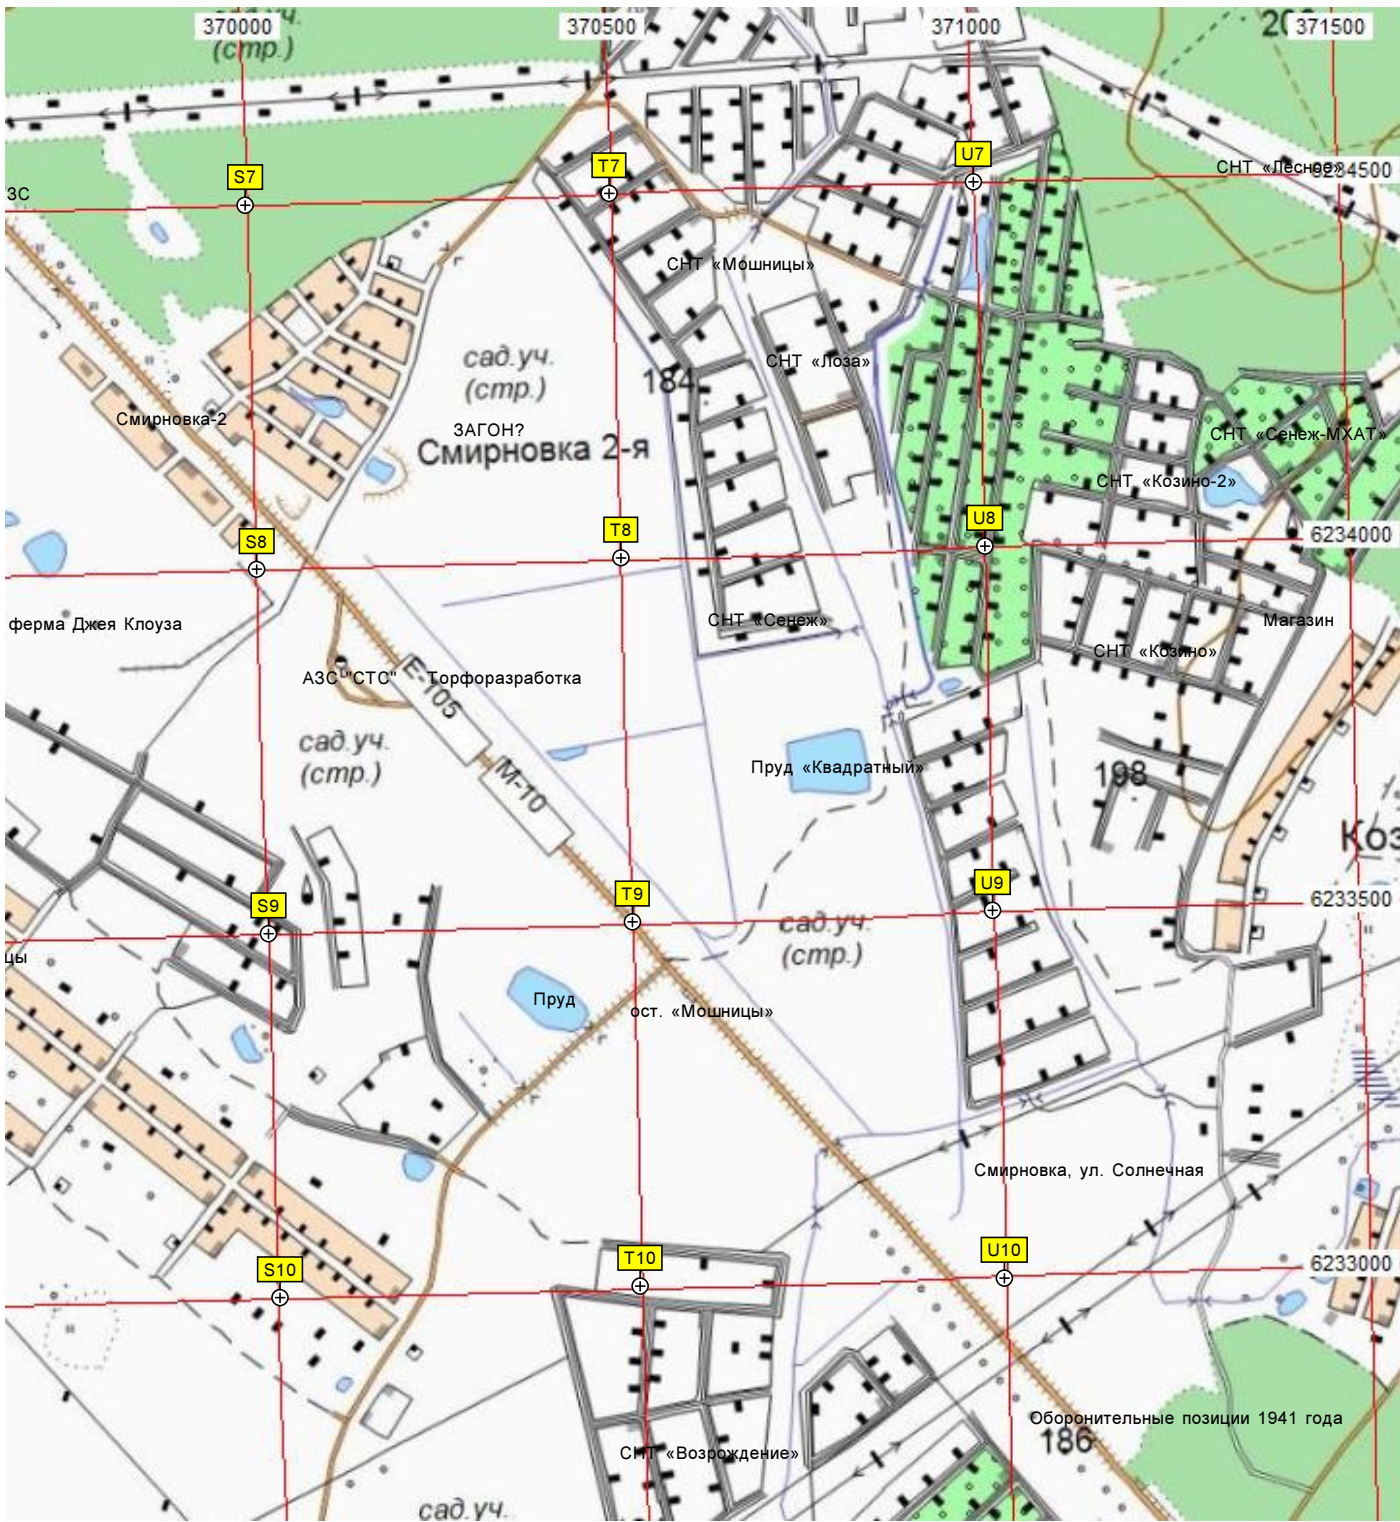 370000
370500
371000
371500
(стр.)
S7
T7
U7
СНТ «Лесное»
6234500
ЗС
СНТ «Мошницы»
сад.уч.
(стр.)
184
СНТ «Лоза»
Смирновка-2
ЗАГОН?
Смирновка 2-я
СНТ «Сенеж-МХАТ»
СНТ «Козино-2»
S8
T8
U8
6234000
ферма Джея Клоуза
СНТ «Сенеж»
Магазин
СНТ «Козино»
АЗС "СТС"
Торфоразработка
E-105
сад.уч.
(стр.)
М-10
Пруд «Квадратный»
198
Коз
S9
T9
U9
6233500
сад.уч.
(стр.)
цы
Пруд
ост. «Мошницы»
Смирновка, ул. Солнечная
S10
T10
U10
6233000
Оборонительные позиции 1941 года
186
СНТ «Возрождение»
сад.уч.